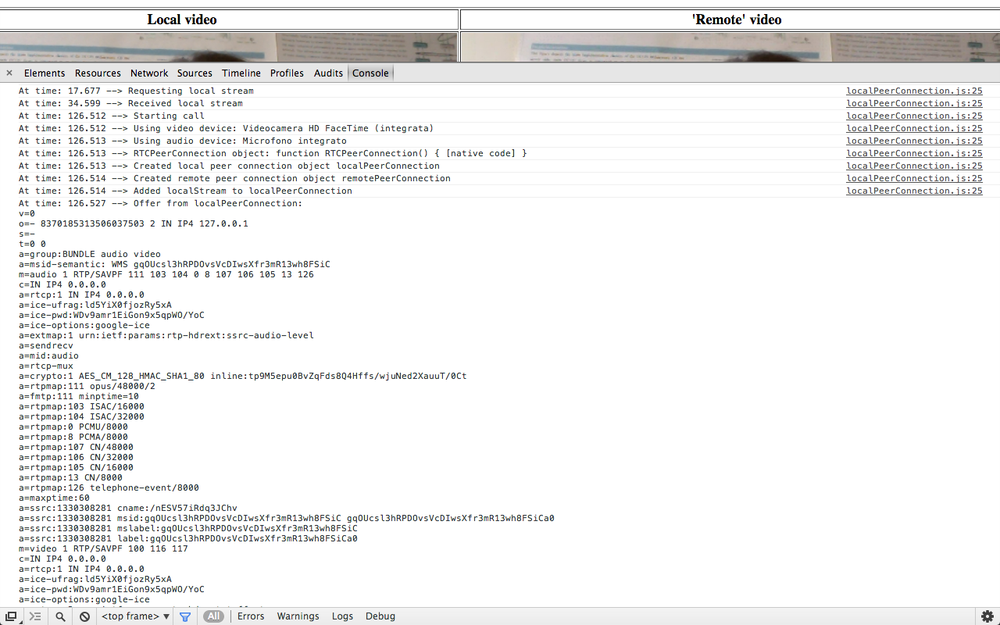 Local video
'Remote' video
× Elements Resources Network Sources Timeline Profiles Audits Console
At time: 17.677 --> Requesting local stream localPeerConnection.js:25
At time: 34.599 --> Received local stream localPeerConnection.js:25
At time: 126.512 --> Starting call localPeerConnection.js:25
At time: 126.512 --> Using video device: Videocamera HD FaceTime (integrata) localPeerConnection.js:25
At time: 126.513 --> Using audio device: Microfono integrato localPeerConnection.js:25
At time: 126.513 --> RTCPeerConnection object: function RTCPeerConnection() { [native code] } localPeerConnection.js:25
At time: 126.513 --> Created local peer connection object localPeerConnection localPeerConnection.js:25
At time: 126.514 --> Created remote peer connection object remotePeerConnection localPeerConnection.js:25
At time: 126.514 --> Added localStream to localPeerConnection localPeerConnection.js:25
At time: 126.527 --> Offer from localPeerConnection:
v=0
o=- 8370185313506037503 2 IN IP4 127.0.0.1
s=-
t=0 0
a=group:BUNDLE audio video
a=msid-semantic: WMS gqOUcsl3hRPDOvsVcDIwsXfr3mR13wh8FSiC
m=audio 1 RTP/SAVPF 111 103 104 0 8 107 106 105 13 126
c=IN IP4 0.0.0.0
a=rtcp:1 IN IP4 0.0.0.0
a=ice-ufrag:ld5YiX0fjozRy5xA
a=ice-pwd:WDv9amr1EiGon9x5qpWO/YoC
a=ice-options:google-ice
a=extmap:1 urn:ietf:params:rtp-hdrext:ssrc-audio-level
a=sendrecv
a=mid:audio
a=rtcp-mux
a=crypto:1 AES_CM_128_HMAC_SHA1_80 inline:tp9M5epu0BvZqFds8Q4Hffs/wjuNed2XauuT/0Ct
a=rtpmap:111 opus/48000/2
a=fmtp:111 minptime=10
a=rtpmap:103 ISAC/16000
a=rtpmap:104 ISAC/32000
a=rtpmap:0 PCMU/8000
a=rtpmap:8 PCMA/8000
a=rtpmap:107 CN/48000
a=rtpmap:106 CN/32000
a=rtpmap:105 CN/16000
a=rtpmap:13 CN/8000
a=rtpmap:126 telephone-event/8000
a=maxptime:60
a=ssrc:1330308281 cname:/nESV57iRdq3JChv
a=ssrc:1330308281 msid:gqOUcsl3hRPDOvsVcDIwsXfr3mR13wh8FSiC gqOUcsl3hRPDOvsVcDIwsXfr3mR13wh8FSiCa0
a=ssrc:1330308281 mslabel:gqOUcsl3hRPDOvsVcDIwsXfr3mR13wh8FSiC
a=ssrc:1330308281 label:gqOUcsl3hRPDOvsVcDIwsXfr3mR13wh8FSiCa0
m=video 1 RTP/SAVPF 100 116 117
c=IN IP4 0.0.0.0
a=rtcp:1 IN IP4 0.0.0.0
a=ice-ufrag:ld5YiX0fjozRy5xA
a=ice-pwd:WDv9amr1EiGon9x5qpWO/YoC
a=ice-options:google-ice
<top frame> ▼ All Errors Warnings Logs Debug